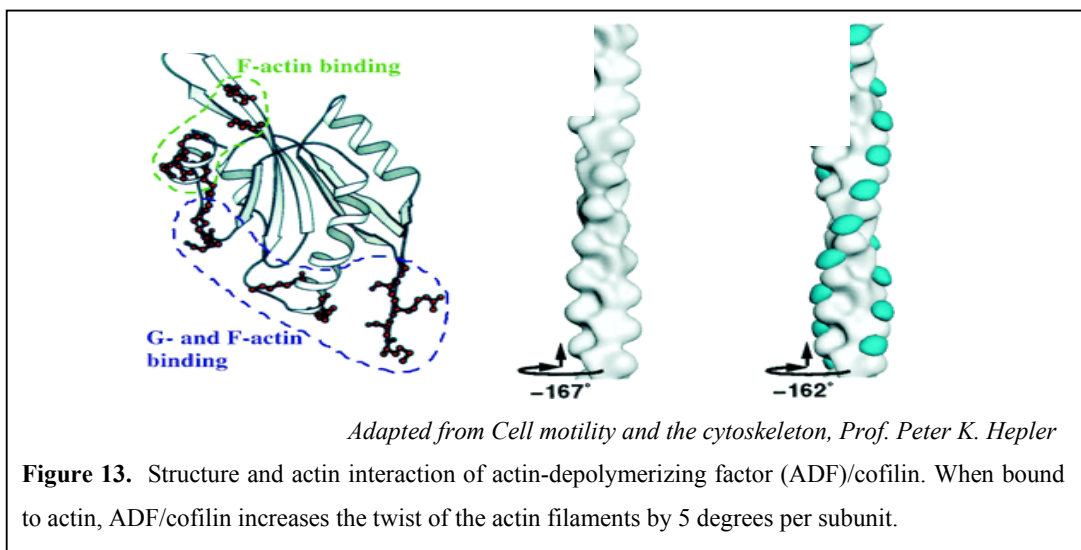 F-actin binding
G- and F-actin
binding
−167°
−162°
Adapted from Cell motility and the cytoskeleton, Prof. Peter K. Hepler
Figure 13. Structure and actin interaction of actin-depolymerizing factor (ADF)/cofilin. When bound
to actin, ADF/cofilin increases the twist of the actin filaments by 5 degrees per subunit.